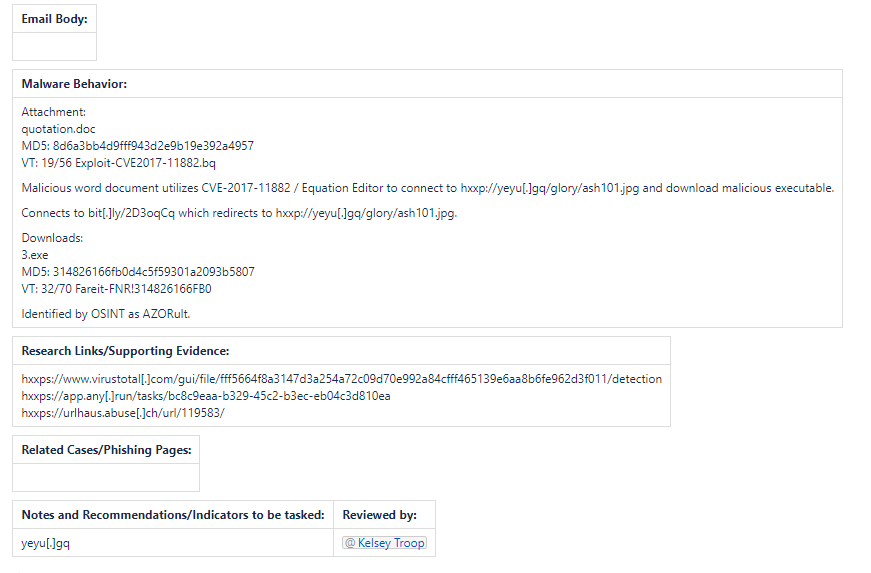 Email Body:
Malware Behavior:
Attachment:
quotation.doc
MD5: 8d6a3bb4d9fff943d2e9b19e392a4957
VT: 19/56 Exploit-CVE2017-11882.bq
Malicious word document utilizes CVE-2017-11882 / Equation Editor to connect to hxxp://yeyu[.]gq/glory/ash101.jpg and download malicious executable.
Connects to bit[.]ly/2D3oqCq which redirects to hxxp://yeyu[.]gq/glory/ash101.jpg.
Downloads:
3.exe
MD5: 314826166fb0d4c5f59301a2093b5807
VT: 32/70 Fareit-FNR!314826166FB0
Identified by OSINT as AZORult.
Research Links/Supporting Evidence:
hxxps://www.virustotal[.]com/gui/file/fff5664f8a3147d3a254a72c09d70e992a84cfff465139e6aa8b6fe962d3f011/detection
hxxps://app.any[.]run/tasks/bc8c9eaa-b329-45c2-b3ec-eb04c3d810ea
hxxps://urlhaus.abuse[.]ch/url/119583/
Related Cases/Phishing Pages:
Notes and Recommendations/Indicators to be tasked: Reviewed by:
yeyu[.]gq @ Kelsey Troop